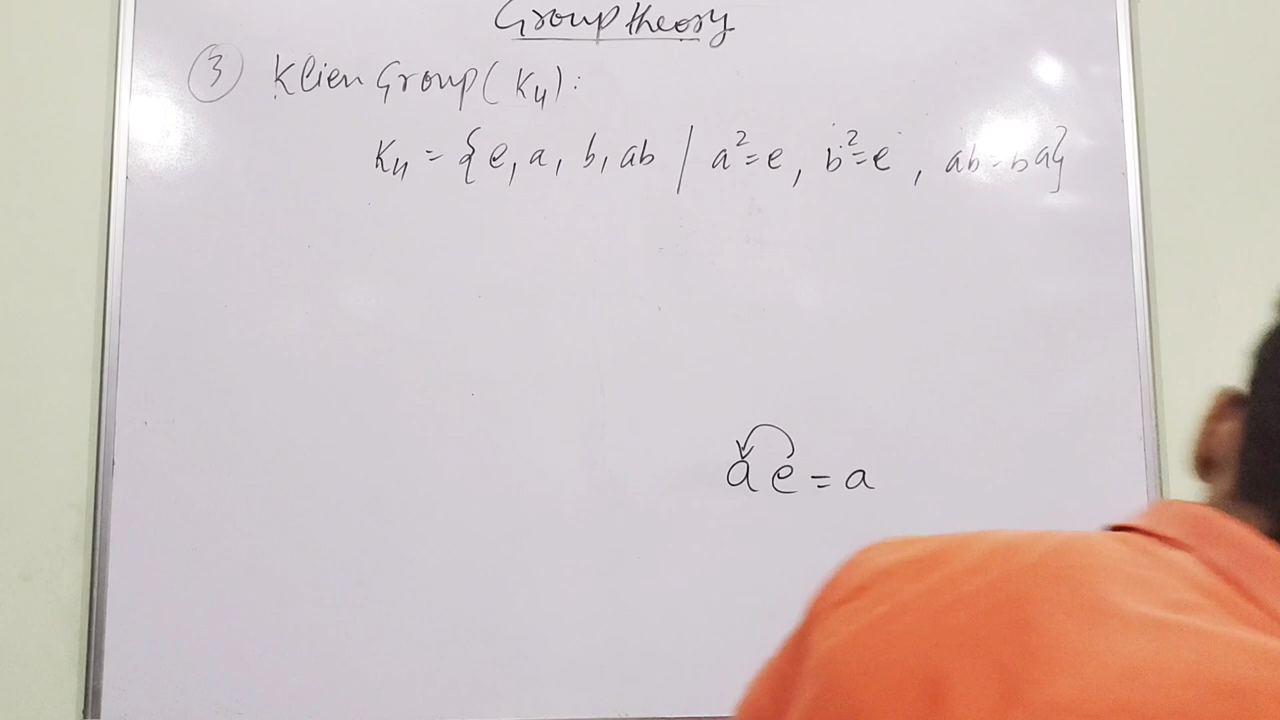 Group theory
③ Klien Group (K₄):
K₄ = {e, a, b, ab / a²=e, b²=e, ab=ba}
ae = a